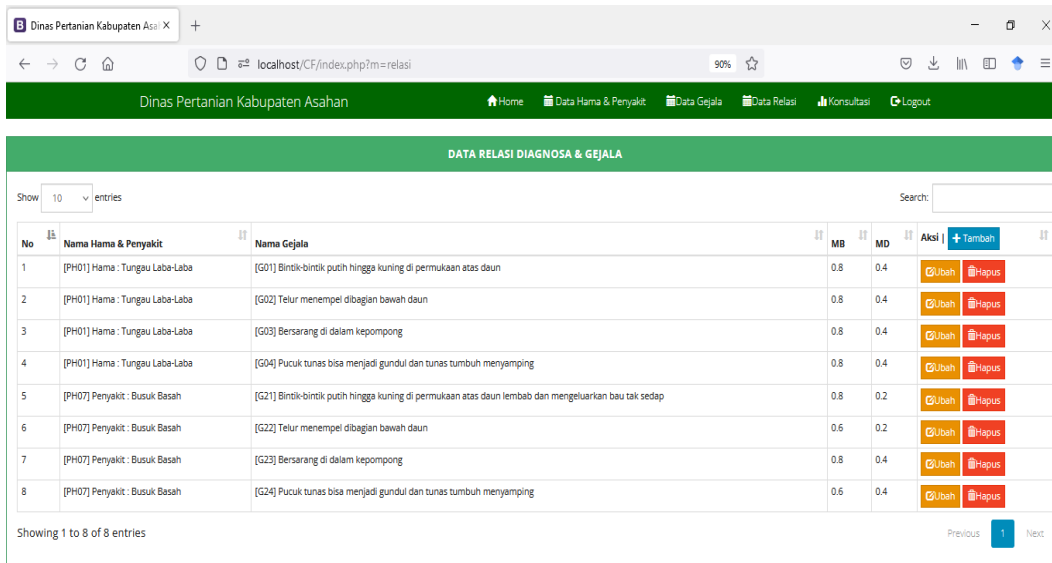 B Dinas Pertanian Kabupaten Asa
localhost/CF/index.php?m=relasi 90%
Dinas Pertanian Kabupaten Asahan Home Data Hama & Penyakit Data Gejala Data Relasi Konsultasi Logout
DATA RELASI DIAGNOSA & GEJALA
Show 10 entries Search:
No Nama Hama & Penyakit Nama Gejala MB MD Aksi | + Tambah
1 [PH01] Hama : Tungau Laba-Laba [G01] Bintik-bintik putih hingga kuning di permukaan atas daun 0.8 0.4 Ubah Hapus
2 [PH01] Hama : Tungau Laba-Laba [G02] Telur menempel dibagian bawah daun 0.8 0.4 Ubah Hapus
3 [PH01] Hama : Tungau Laba-Laba [G03] Bersarang di dalam kepompong 0.8 0.4 Ubah Hapus
4 [PH01] Hama : Tungau Laba-Laba [G04] Pucuk tunas bisa menjadi gundul dan tunas tumbuh menyamping 0.8 0.4 Ubah Hapus
5 [PH07] Penyakit : Busuk Basah [G21] Bintik-bintik putih hingga kuning di permukaan atas daun lembab dan mengeluarkan bau tak sedap 0.8 0.2 Ubah Hapus
6 [PH07] Penyakit : Busuk Basah [G22] Telur menempel dibagian bawah daun 0.6 0.2 Ubah Hapus
7 [PH07] Penyakit : Busuk Basah [G23] Bersarang di dalam kepompong 0.8 0.4 Ubah Hapus
8 [PH07] Penyakit : Busuk Basah [G24] Pucuk tunas bisa menjadi gundul dan tunas tumbuh menyamping 0.6 0.4 Ubah Hapus
Showing 1 to 8 of 8 entries Previous 1 Next